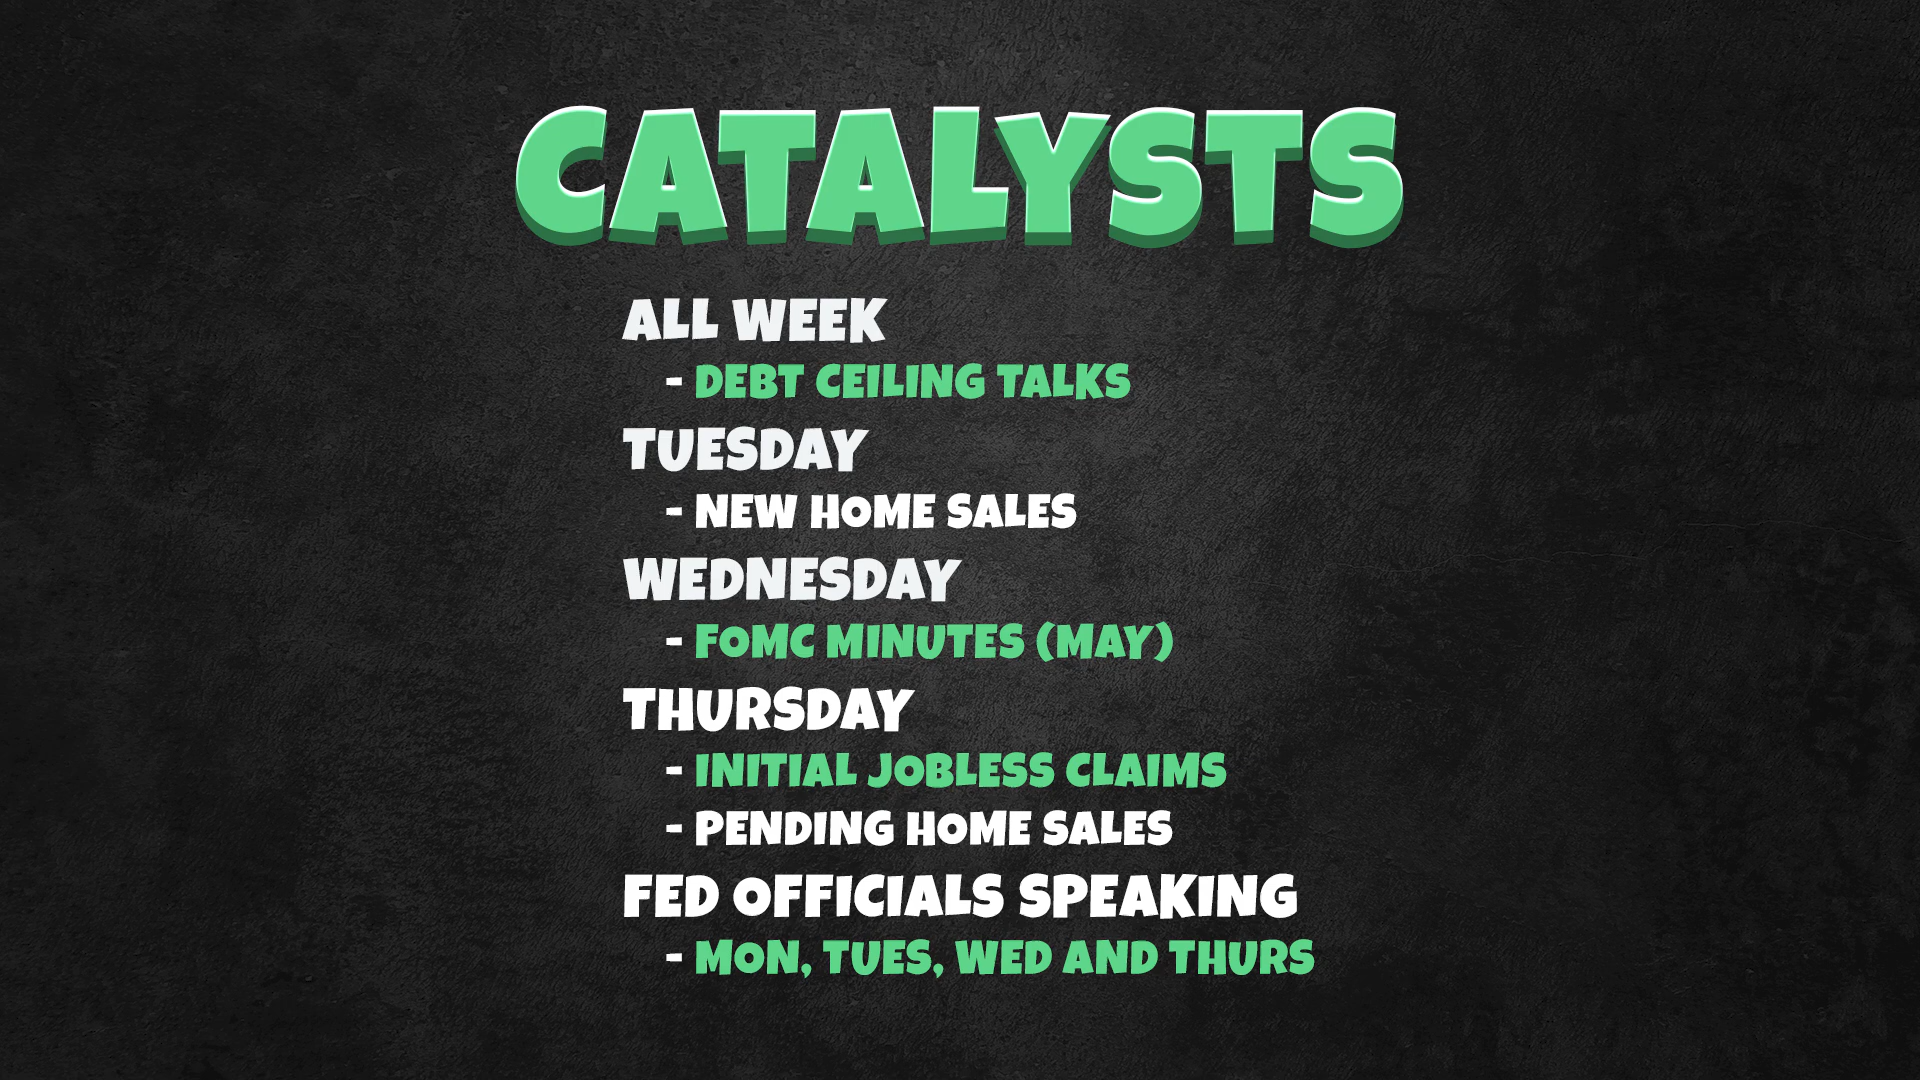 CATALYSTS
ALL WEEK
- DEBT CEILING TALKS
TUESDAY
- NEW HOME SALES
WEDNESDAY
- FOMC MINUTES (MAY)
THURSDAY
- INITIAL JOBLESS CLAIMS
- PENDING HOME SALES
FED OFFICIALS SPEAKING
- MON, TUES, WED AND THURS